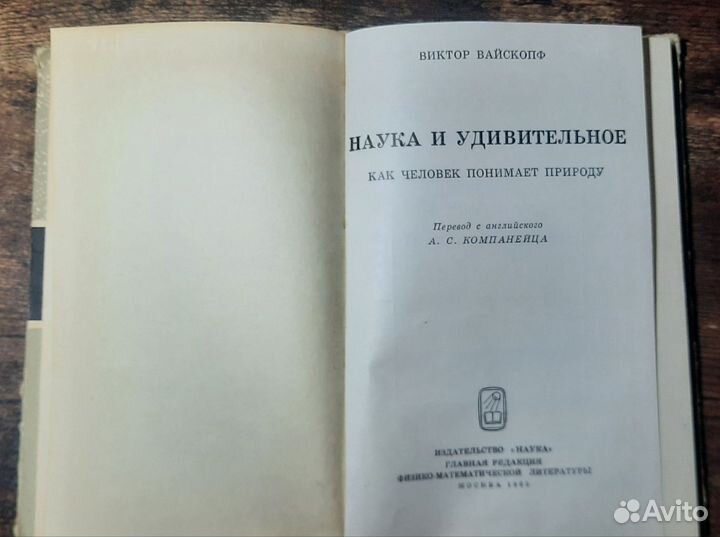 ВИКТОР ВАЙСКОПФ
НАУКА И УДИВИТЕЛЬНОЕ
КАК ЧЕЛОВЕК ПОНИМАЕТ ПРИРОДУ
Перевод с английского
А. С. КОМПАНЕЙЦА
ИЗДАТЕЛЬСТВО «НАУКА»
ГЛАВНАЯ РЕДАКЦИЯ
ФИЗИКО-МАТЕМАТИЧЕСКОЙ ЛИТЕРАТУРЫ
МОСКВА
Avito